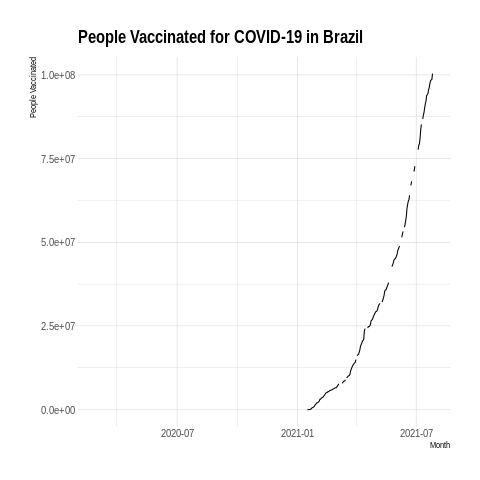 People Vaccinated for COVID-19 in Brazil
People Vaccinated
1.0e+08
7.5e+07
5.0e+07
2.5e+07
0.0e+00
2020-07
2021-01
2021-07
Month